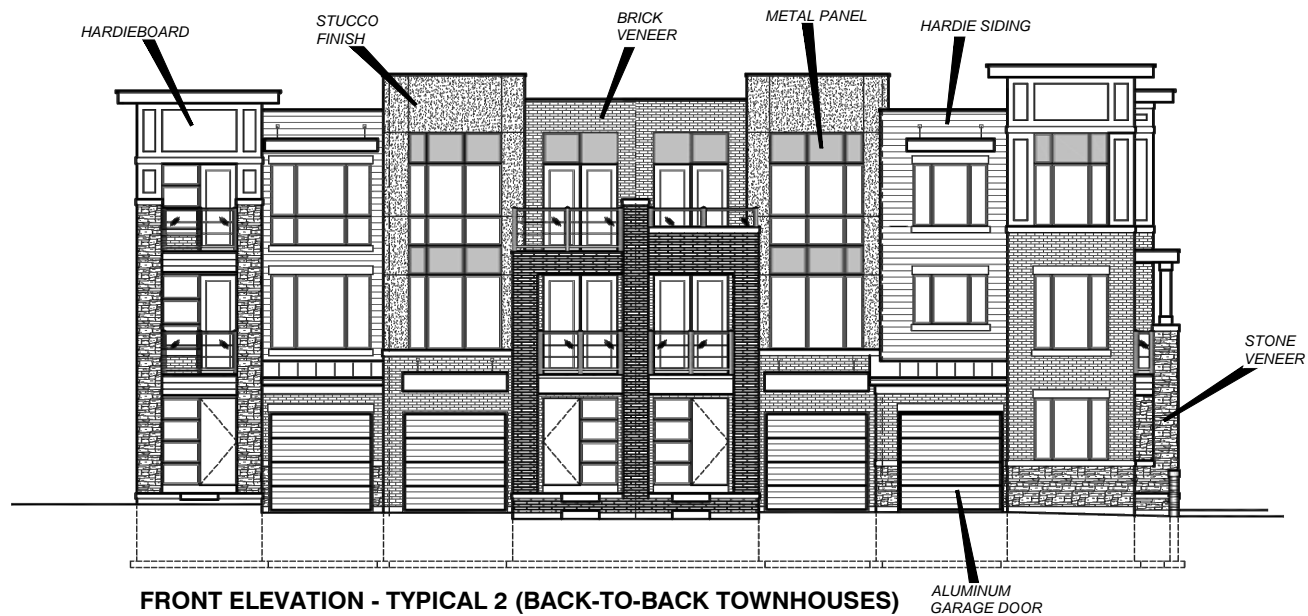 HARDIEBOARD
STUCCO
FINISH
BRICK
VENEER
METAL PANEL
HARDIE SIDING
STONE
VENEER
FRONT ELEVATION - TYPICAL 2 (BACK-TO-BACK TOWNHOUSES)
ALUMINUM
GARAGE DOOR